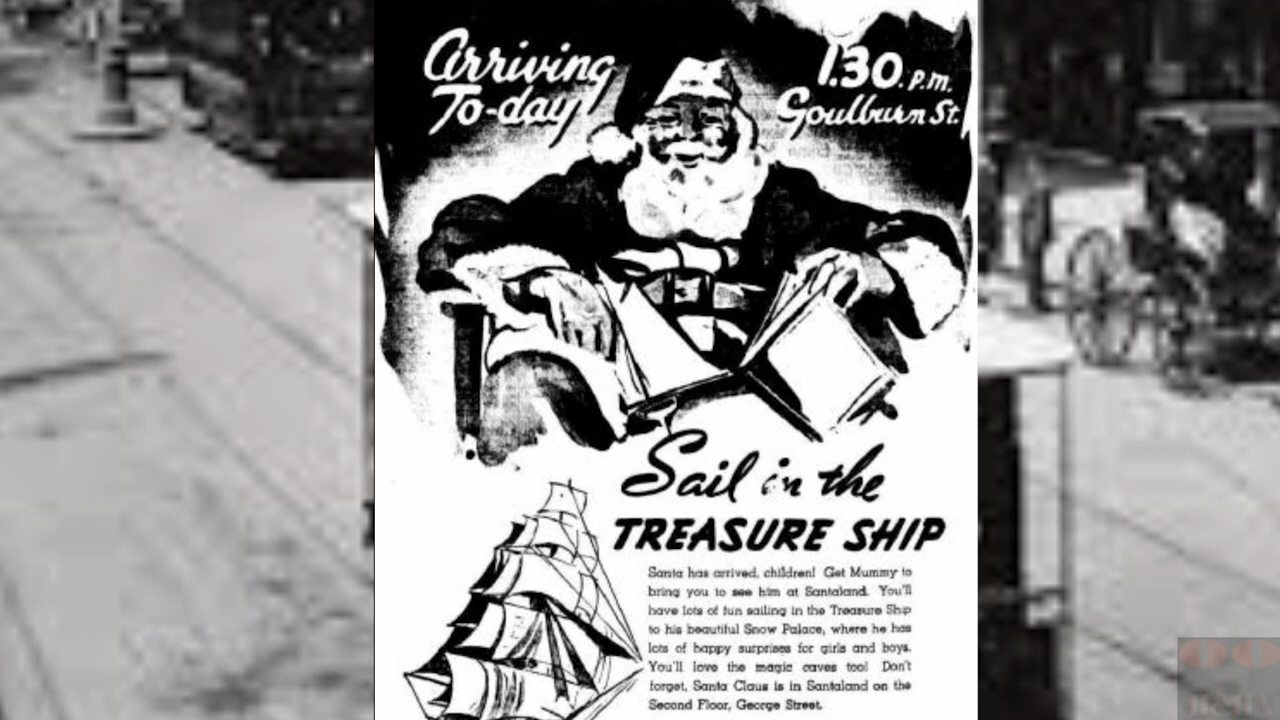 Arriving
To-day!
1.30 P.M.
Goulburn St.
Sail in the
TREASURE SHIP
Santa has arrived, children! Get Mummy to
bring you to see him at Santaland. You'll
have lots of fun sailing in the Treasure Ship
to his beautiful Snow Palace, where he has
lots of happy surprises for girls and boys.
You'll love the magic caves too! Don't
forget, Santa Claus is in Santaland on the
Second Floor, George Street.